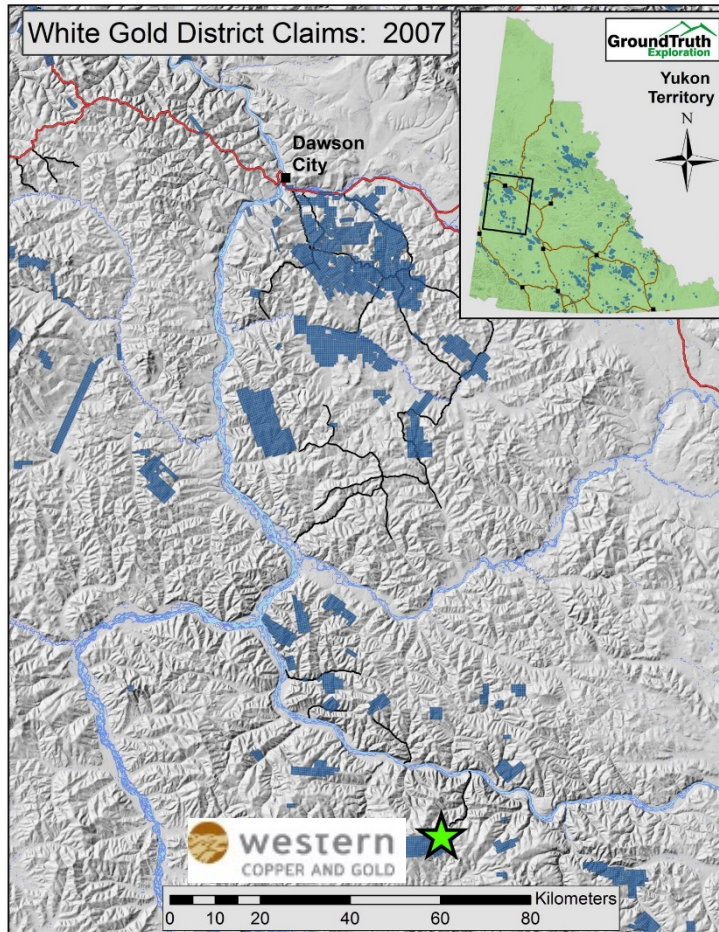 White Gold District Claims: 2007
GroundTruth
Exploration
Yukon
Territory
N
Dawson
City
western
COPPER AND GOLD
Kilometers
0 5 10 20 40 60 80